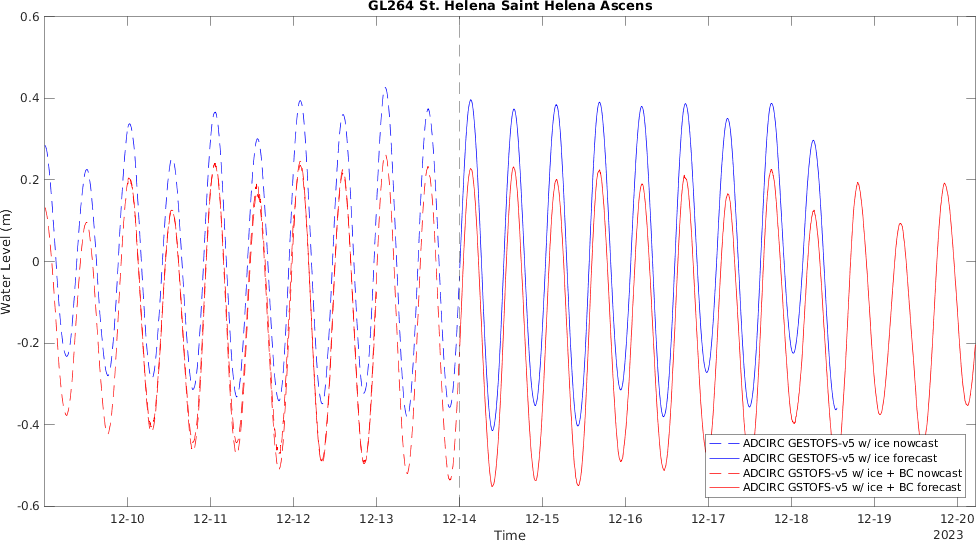 GL264 St. Helena Saint Helena Ascens
0.6
0.4
0.2
0
-0.2
-0.4
-0.6
Water Level (m)
12-10 12-11 12-12 12-13 12-14 12-15 12-16 12-17 12-18 12-19 12-20
Time
2023
ADCIRC GESTOFS-v5 w/ ice nowcast
ADCIRC GESTOFS-v5 w/ ice forecast
ADCIRC GSTOFS-v5 w/ ice + BC nowcast
ADCIRC GESTOFS-v5 w/ ice + BC forecast